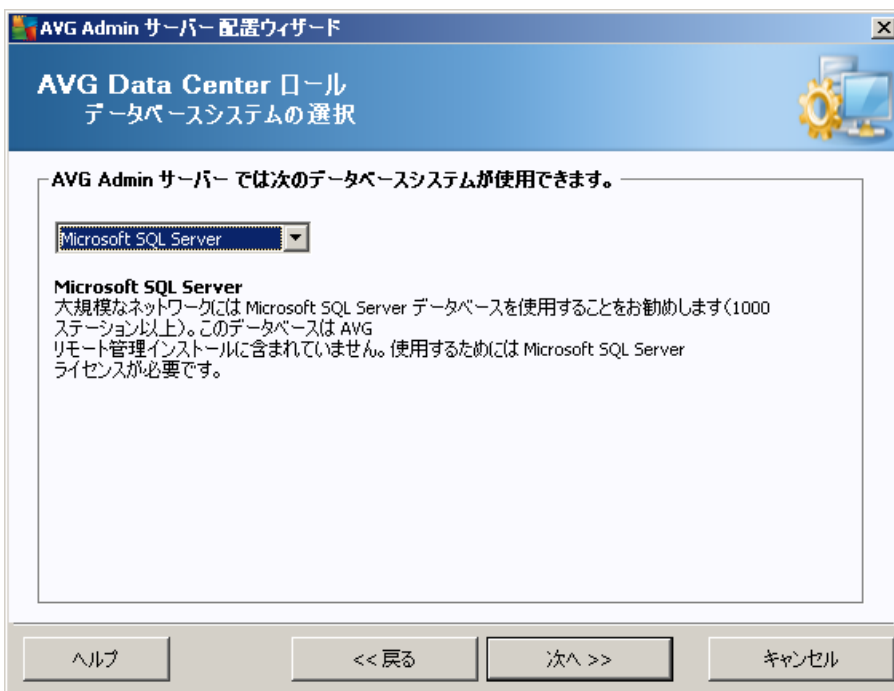 AVG Admin サーバー 配置ウィザード
AVG Data Center ロール
データベースシステムの選択
AVG Admin サーバー では次のデータベースシステムが使用できます。
Microsoft SQL Server
Microsoft SQL Server
大規模なネットワークには Microsoft SQL Server データベースを使用することをお勧めします(1000
ステーション以上)。このデータベースは AVG
リモート管理インストールに含まれていません。使用するためには Microsoft SQL Server
ライセンスが必要です。
ヘルプ
<< 戻る
次へ >>
キャンセル